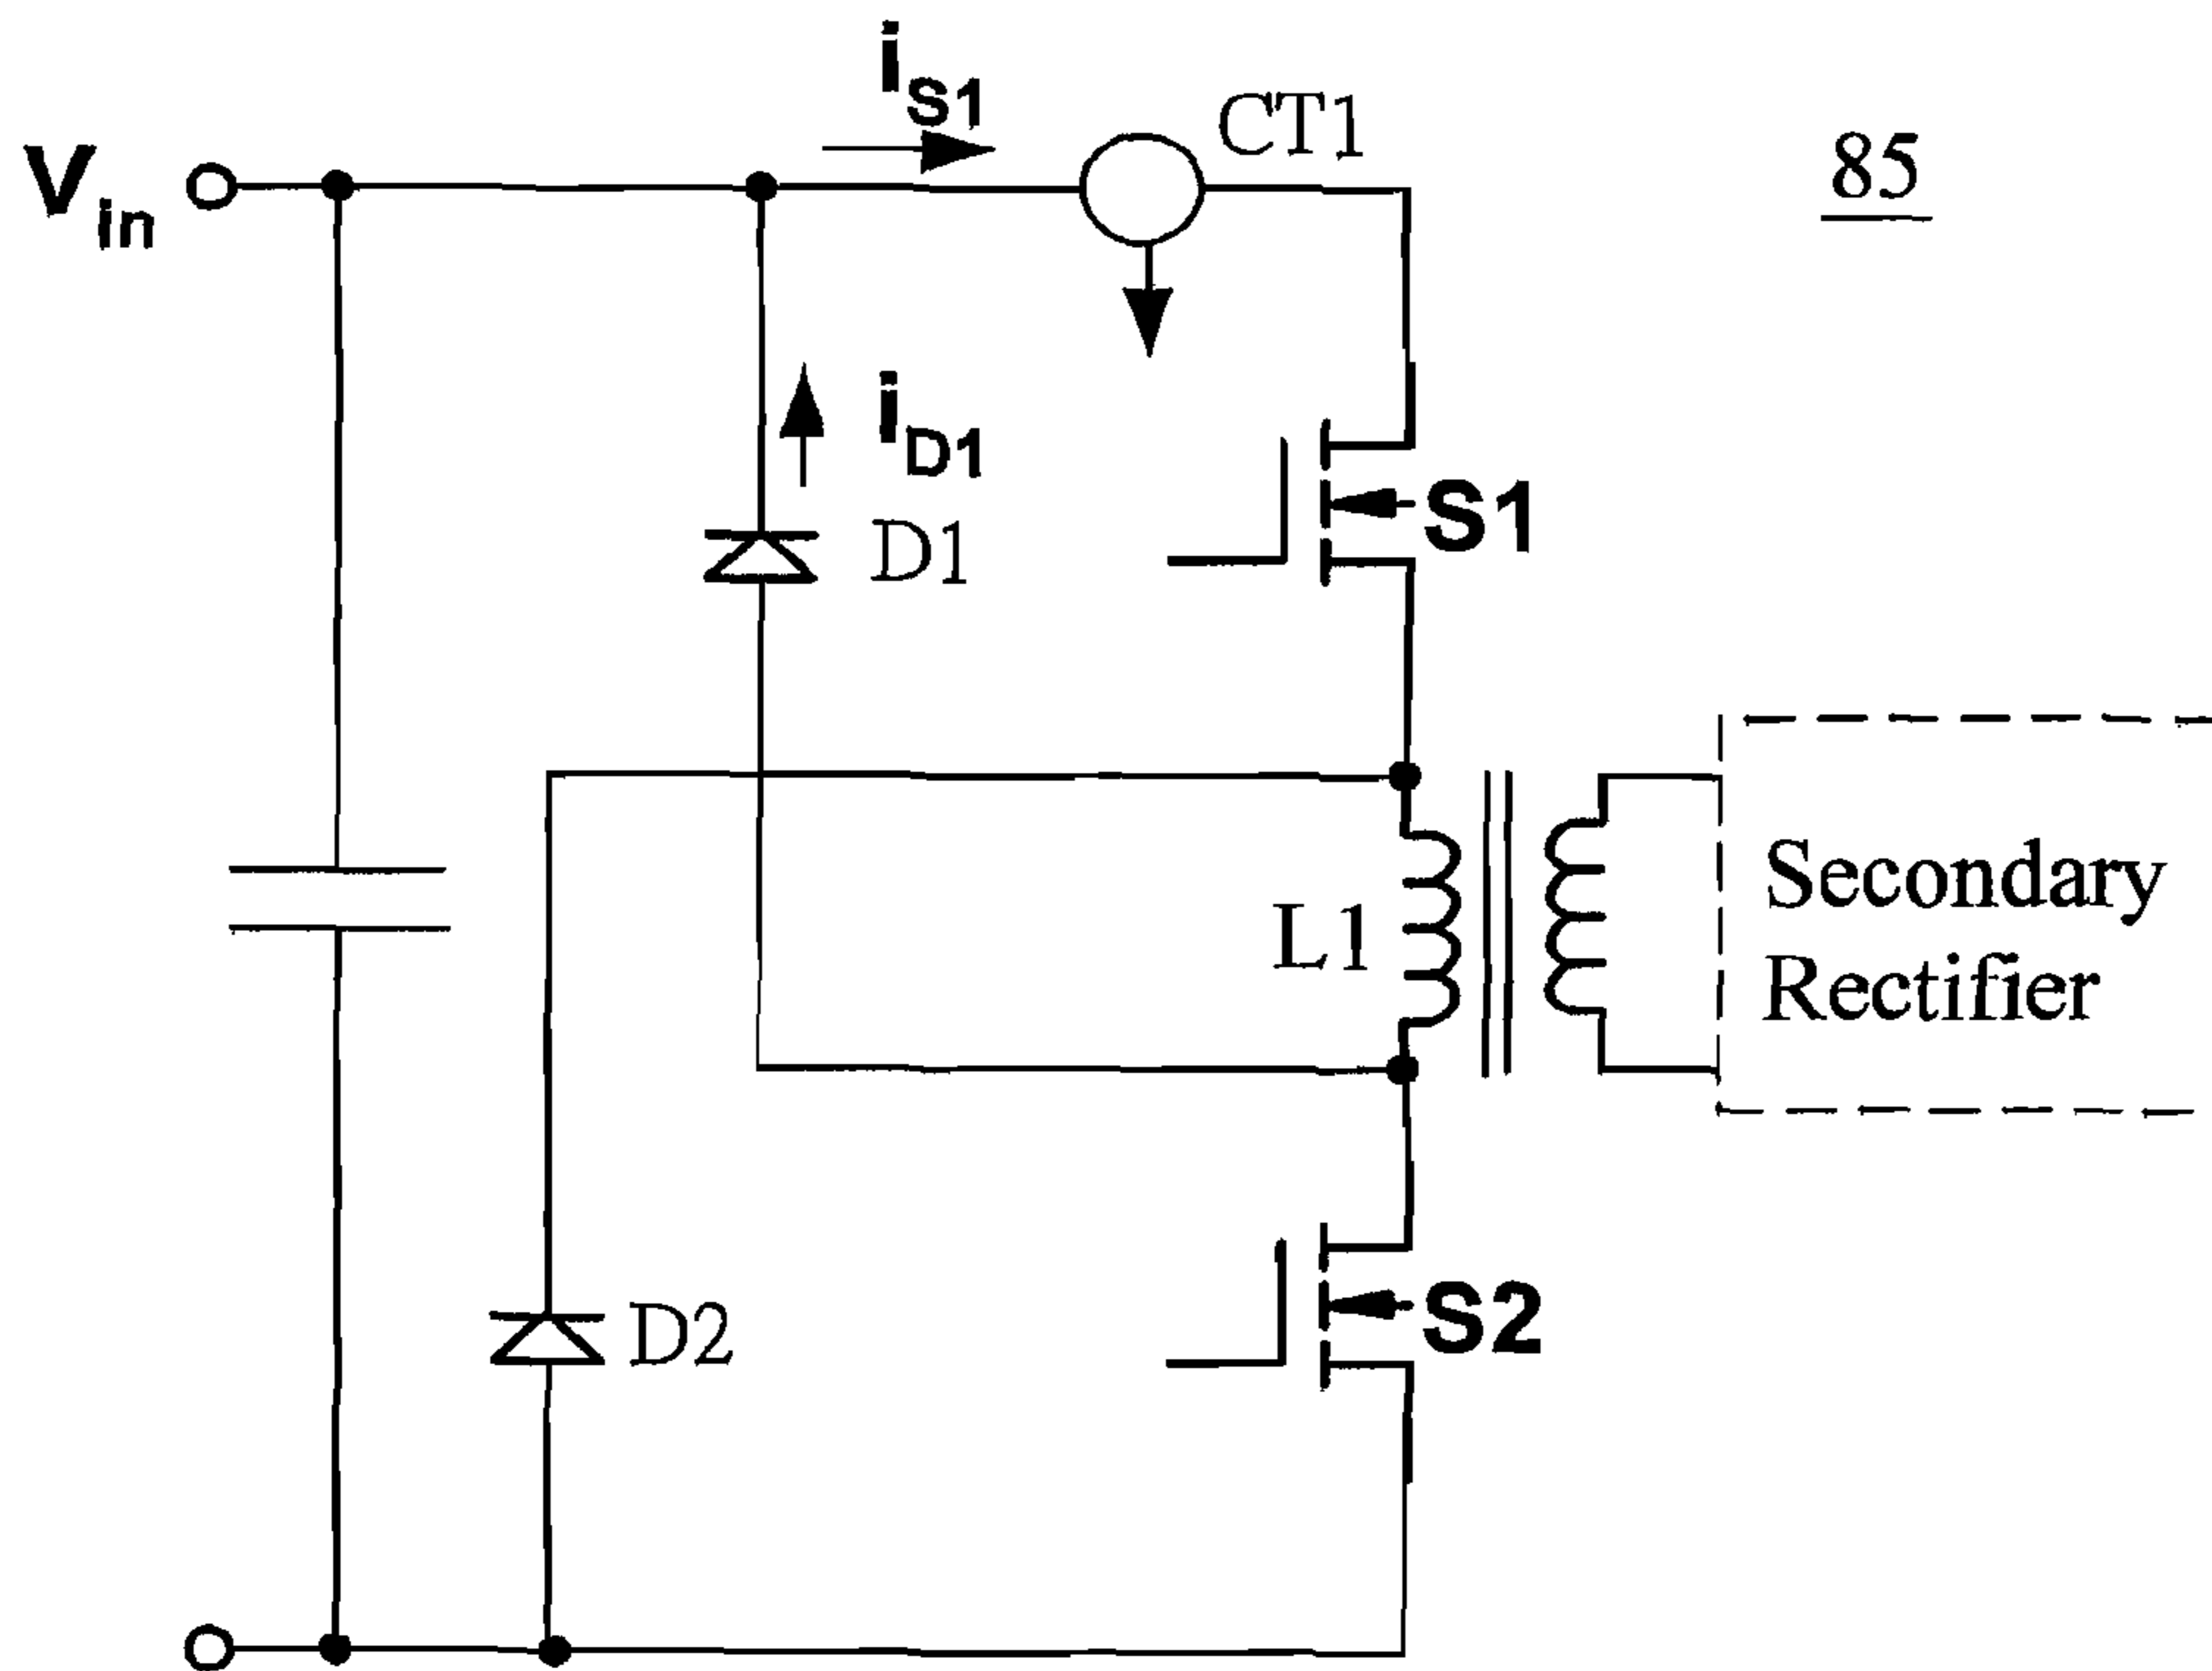 iS1
CT1
85
Vin
iD1
D1
S1
L1
Secondary
Rectifier
D2
S2